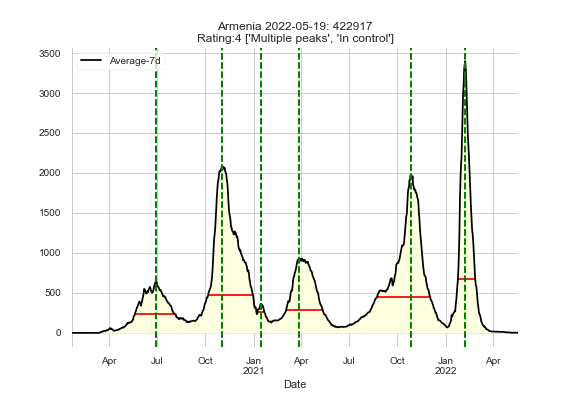 Armenia 2022-05-19: 422917
Rating:4 ['Multiple peaks', 'In control']
Average-7d
3500
3000
2500
2000
1500
1000
500
0
Apr Jul Oct Jan Apr Jul Oct Jan Apr
2021 2022
Date